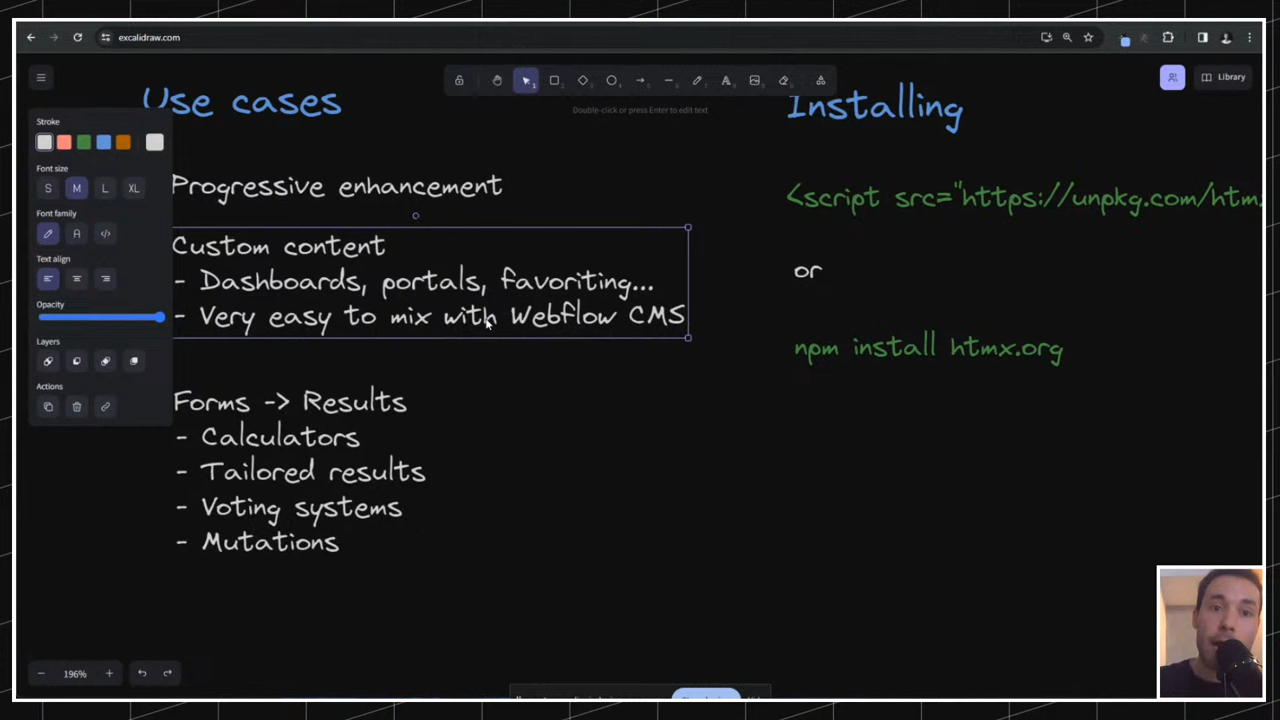 excalidraw.com
Library
Double-click or press Enter to edit text
Stroke
Font size
S M L XL
Font family
A </>
Text align
Opacity
Layers
Actions
Use cases
Progressive enhancement
Custom content
- Dashboards, portals, favoriting...
- Very easy to mix with Webflow CMS
Forms -> Results
- Calculators
- Tailored results
- Voting systems
- Mutations
Installing
<script src="https://unpkg.com/htm
or
npm install htmx.org
196%